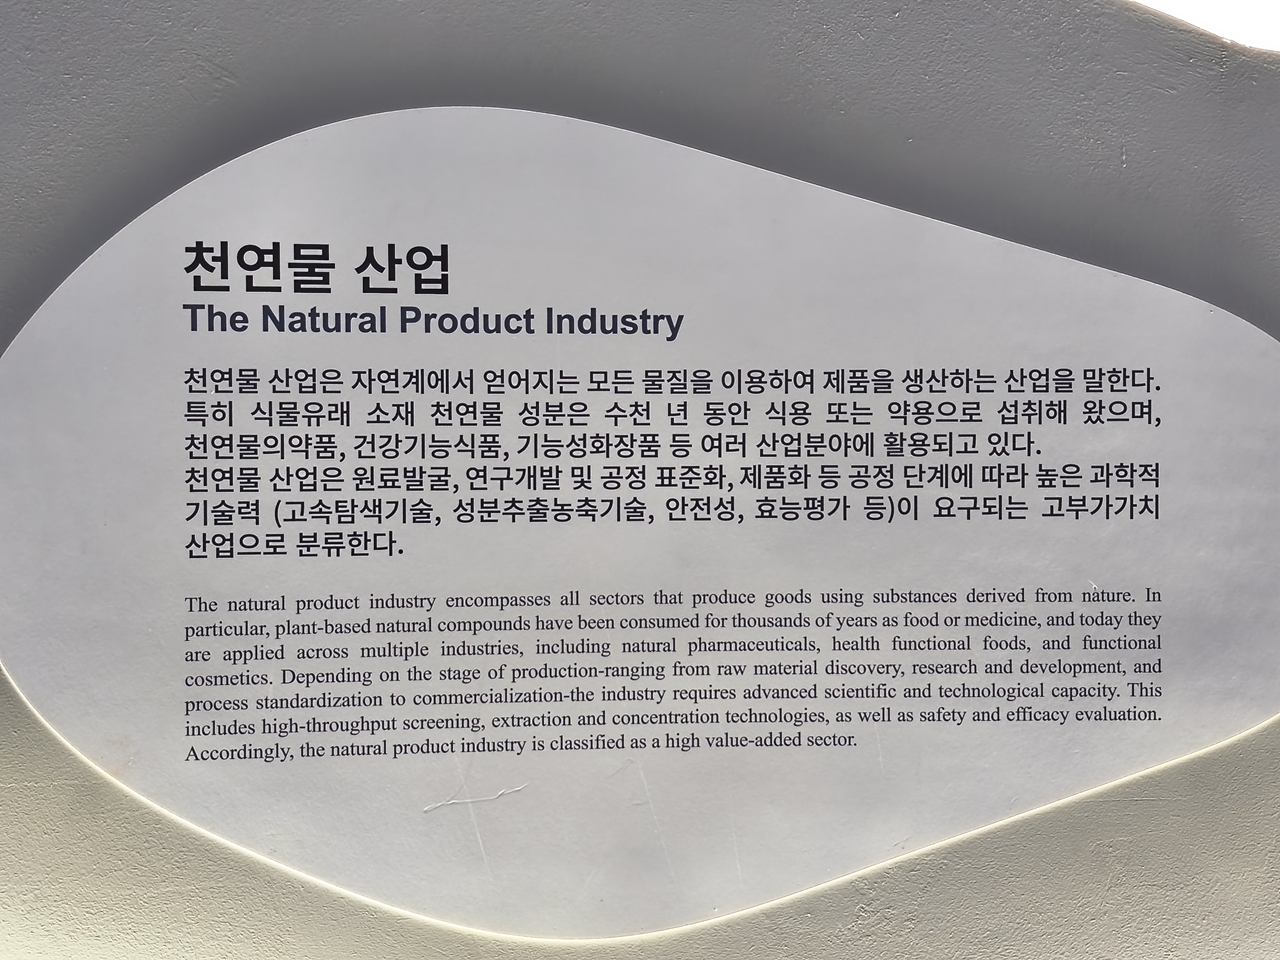 천연물 산업
The Natural Product Industry
천연물 산업은 자연계에서 얻어지는 모든 물질을 이용하여 제품을 생산하는 산업을 말한다.
특히 식물유래 소재 천연물 성분은 수천 년 동안 식용 또는 약용으로 섭취해 왔으며,
천연물의약품, 건강기능식품, 기능성화장품 등 여러 산업분야에 활용되고 있다.
천연물 산업은 원료발굴, 연구개발 및 공정 표준화, 제품화 등 공정 단계에 따라 높은 과학적
기술력 (고속탐색기술, 성분추출농축기술, 안전성, 효능평가 등)이 요구되는 고부가가치
산업으로 분류한다.
The natural product industry encompasses all sectors that produce goods using substances derived from nature. In
particular, plant-based natural compounds have been consumed for thousands of years as food or medicine, and today they
are applied across multiple industries, including natural pharmaceuticals, health functional foods, and functional
cosmetics. Depending on the stage of production-ranging from raw material discovery, research and development, and
process standardization to commercialization-the industry requires advanced scientific and technological capacity. This
includes high-throughput screening, extraction and concentration technologies, as well as safety and efficacy evaluation.
Accordingly, the natural product industry is classified as a high value-added sector.